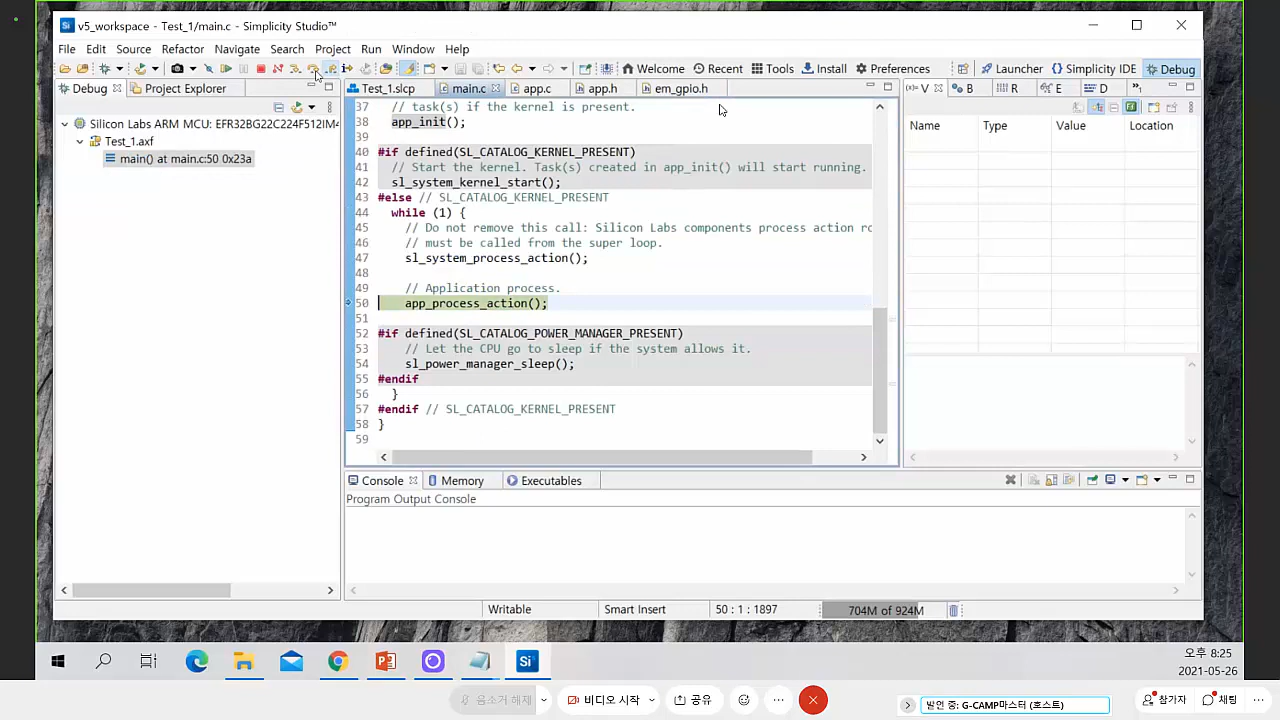 v5_workspace - Test_1/main.c - Simplicity Studio™
File Edit Source Refactor Navigate Search Project Run Window Help
Welcome Recent Tools Install Preferences Launcher Simplicity IDE Debug
Debug Project Explorer
Test_1.slcp main.c app.c app.h em_gpio.h
V B R E D
Silicon Labs ARM MCU: EFR32BG22C224F512IM4
Test_1.axf
main() at main.c:50 0x23a
37 // task(s) if the kernel is present.
38 app_init();
39
40 #if defined(SL_CATALOG_KERNEL_PRESENT)
41 // Start the kernel. Task(s) created in app_init() will start running.
42 sl_system_kernel_start();
43 #else // SL_CATALOG_KERNEL_PRESENT
44 while (1) {
45 // Do not remove this call: Silicon Labs components process action ro
46 // must be called from the super loop.
47 sl_system_process_action();
48
49 // Application process.
50 app_process_action();
51
52 #if defined(SL_CATALOG_POWER_MANAGER_PRESENT)
53 // Let the CPU go to sleep if the system allows it.
54 sl_power_manager_sleep();
55 #endif
56 }
57 #endif // SL_CATALOG_KERNEL_PRESENT
58 }
59
Name Type Value Location
Console Memory Executables
Program Output Console
Writable Smart Insert 50 : 1 : 1897 704M of 924M
오후 8:25
2021-05-26
음소거 해제 비디오 시작 공유 발언 중: G-CAMP마스터 (호스트) 참가자 채팅